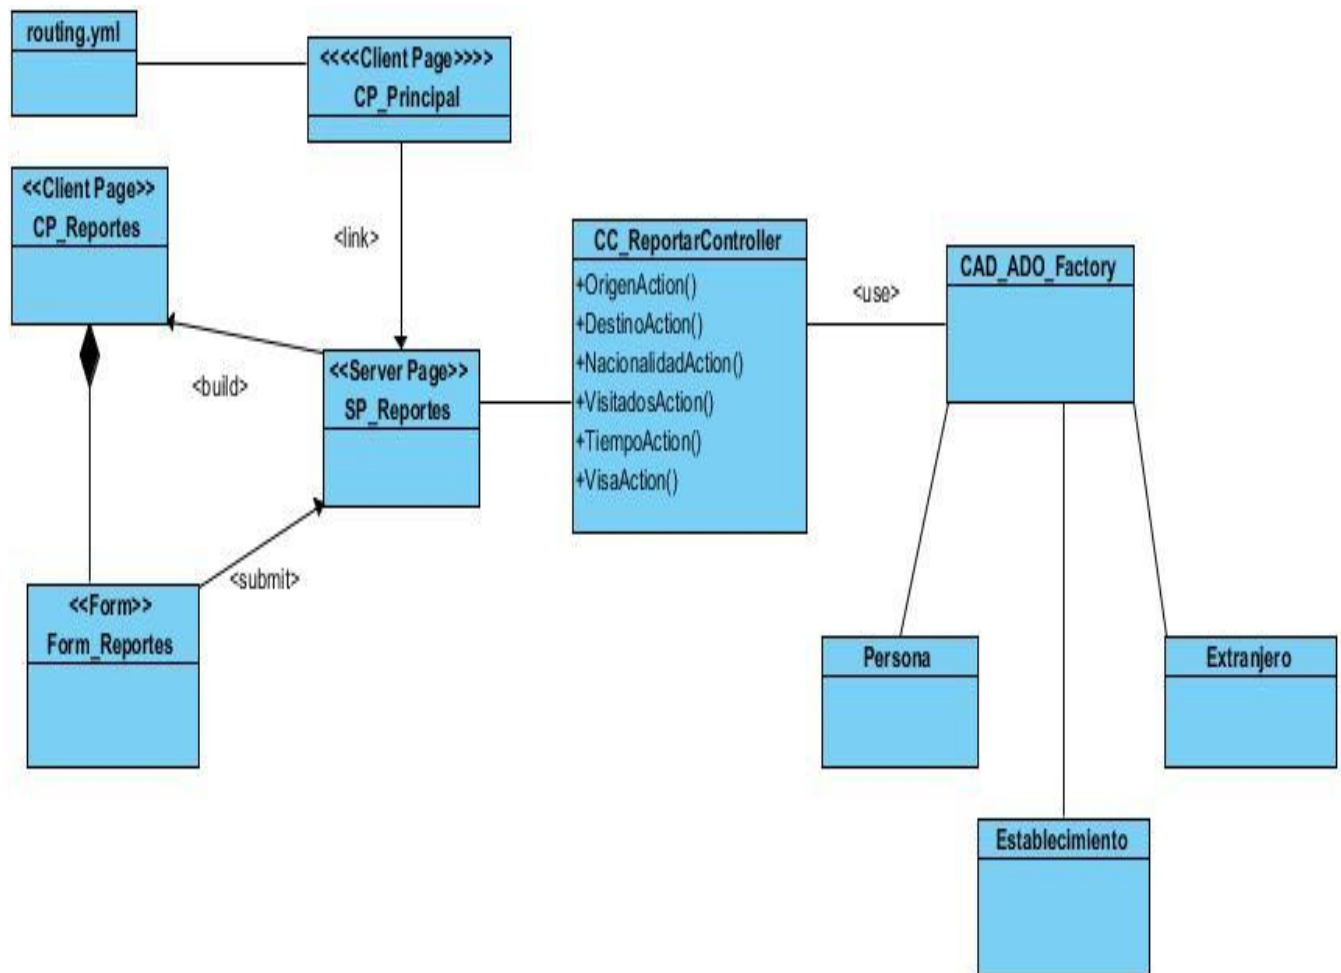 routing.yml
<<<<Client Page>>>>
CP_Principal
<<Client Page>>
CP_Reportes
<link>
CC_ReportarController
+OrigenAction()
+DestinoAction()
+NacionalidadAction()
+VisitadosAction()
+TiempoAction()
+VisaAction()
<use>
CAD_ADO_Factory
<build>
<<Server Page>>
SP_Reportes
<submit>
<<Form>>
Form_Reportes
Persona
Extranjero
Establecimiento